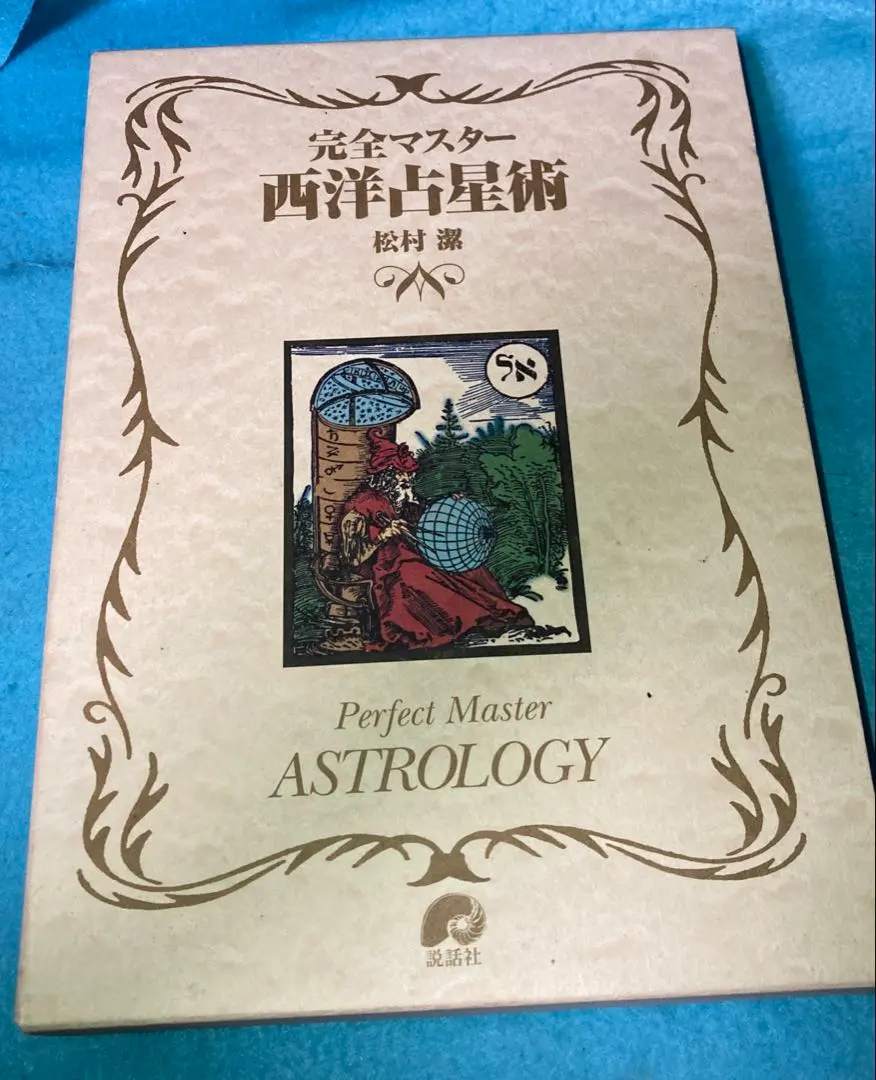 完全マスター
西洋占星術
松村 潔
אל
Perfect Master
ASTROLOGY
説話社